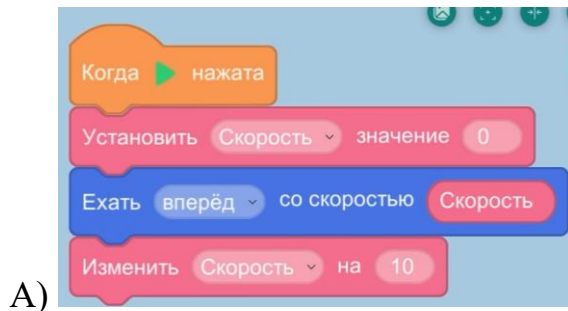 Когда нажата
Установить Скорость значение 0
Ехать вперёд со скоростью Скорость
Изменить Скорость на 10
А)